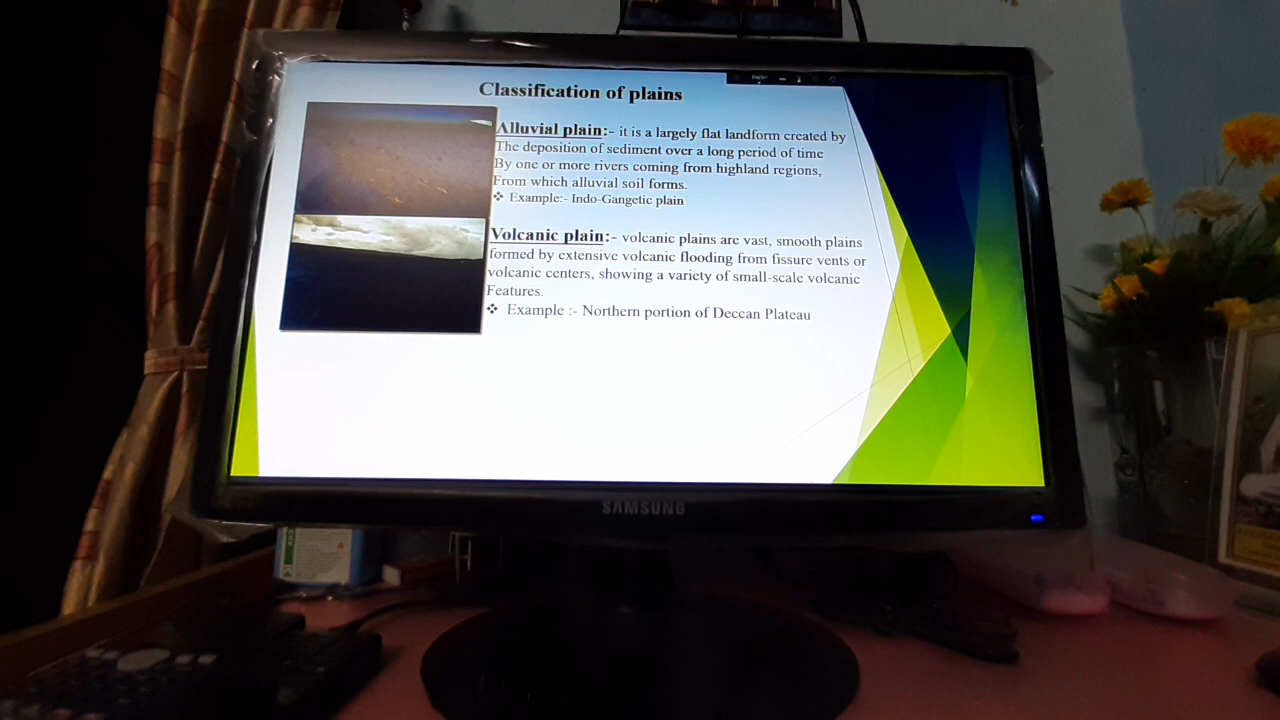 English
Classification of plains
Alluvial plain:- it is a largely flat landform created by
The deposition of sediment over a long period of time
By one or more rivers coming from highland regions,
From which alluvial soil forms.
❖ Example:- Indo-Gangetic plain
Volcanic plain:- volcanic plains are vast, smooth plains
formed by extensive volcanic flooding from fissure vents or
volcanic centers, showing a variety of small-scale volcanic
Features.
❖ Example :- Northern portion of Deccan Plateau
SAMSUNG